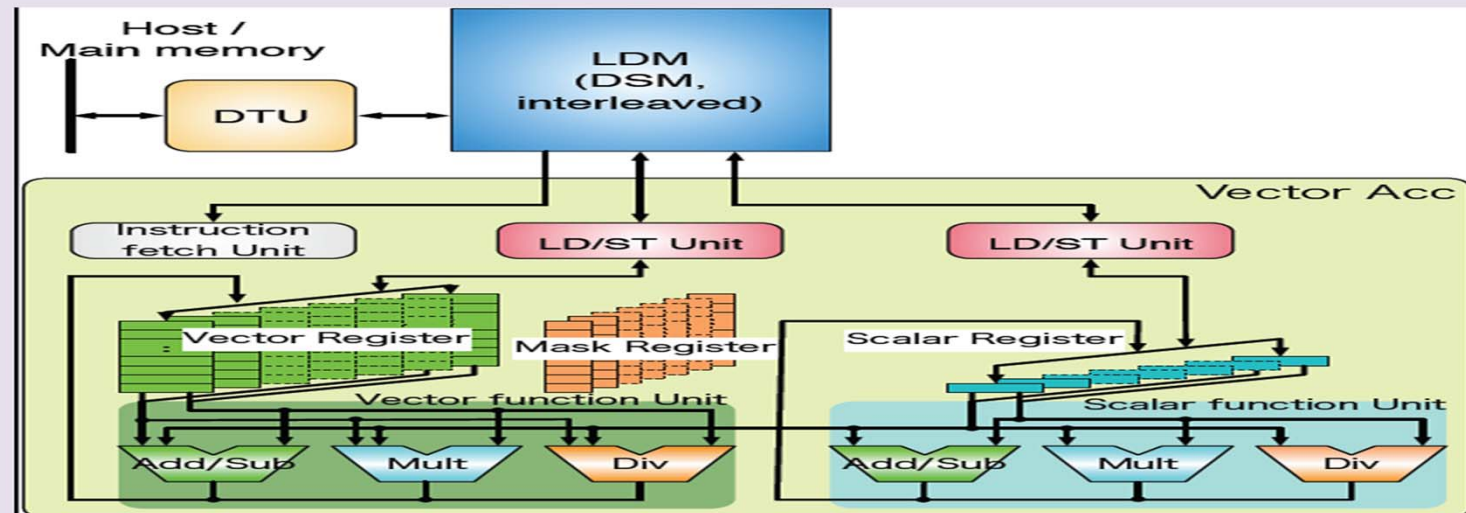 Host /
Main memory
DTU
LDM
(DSM,
interleaved)
Vector Acc
Instruction
fetch Unit
LD/ST Unit
LD/ST Unit
Vector Register
Mask Register
Scalar Register
Vector function Unit
Scalar function Unit
Add/Sub
Mult
Div
Add/Sub
Mult
Div